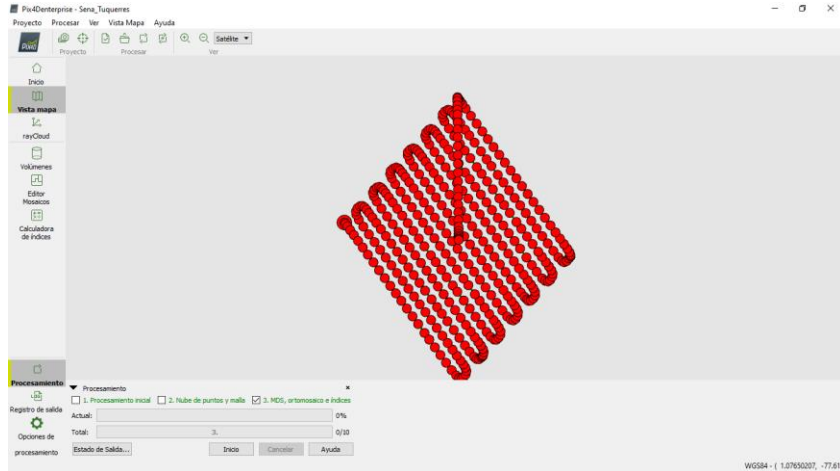 Pix4Denterprise - Sena_Tuquerres
Proyecto Procesar Ver Vista Mapa Ayuda
Satélite
Proyecto Procesar Ver
Inicio
Vista mapa
rayCloud
Volúmenes
Editor
Mosaicos
Calculadora
de índices
Procesamiento
Registro de salida
Opciones de
procesamiento
Procesamiento
1. Procesamiento inicial 2. Nube de puntos y malla 3. MDS, ortomosaico e índices
Actual: 0%
Total: 3. 0/10
Estado de Salida... Inicio Cancelar Ayuda
WGS84 - ( 1.07650207, -77.61